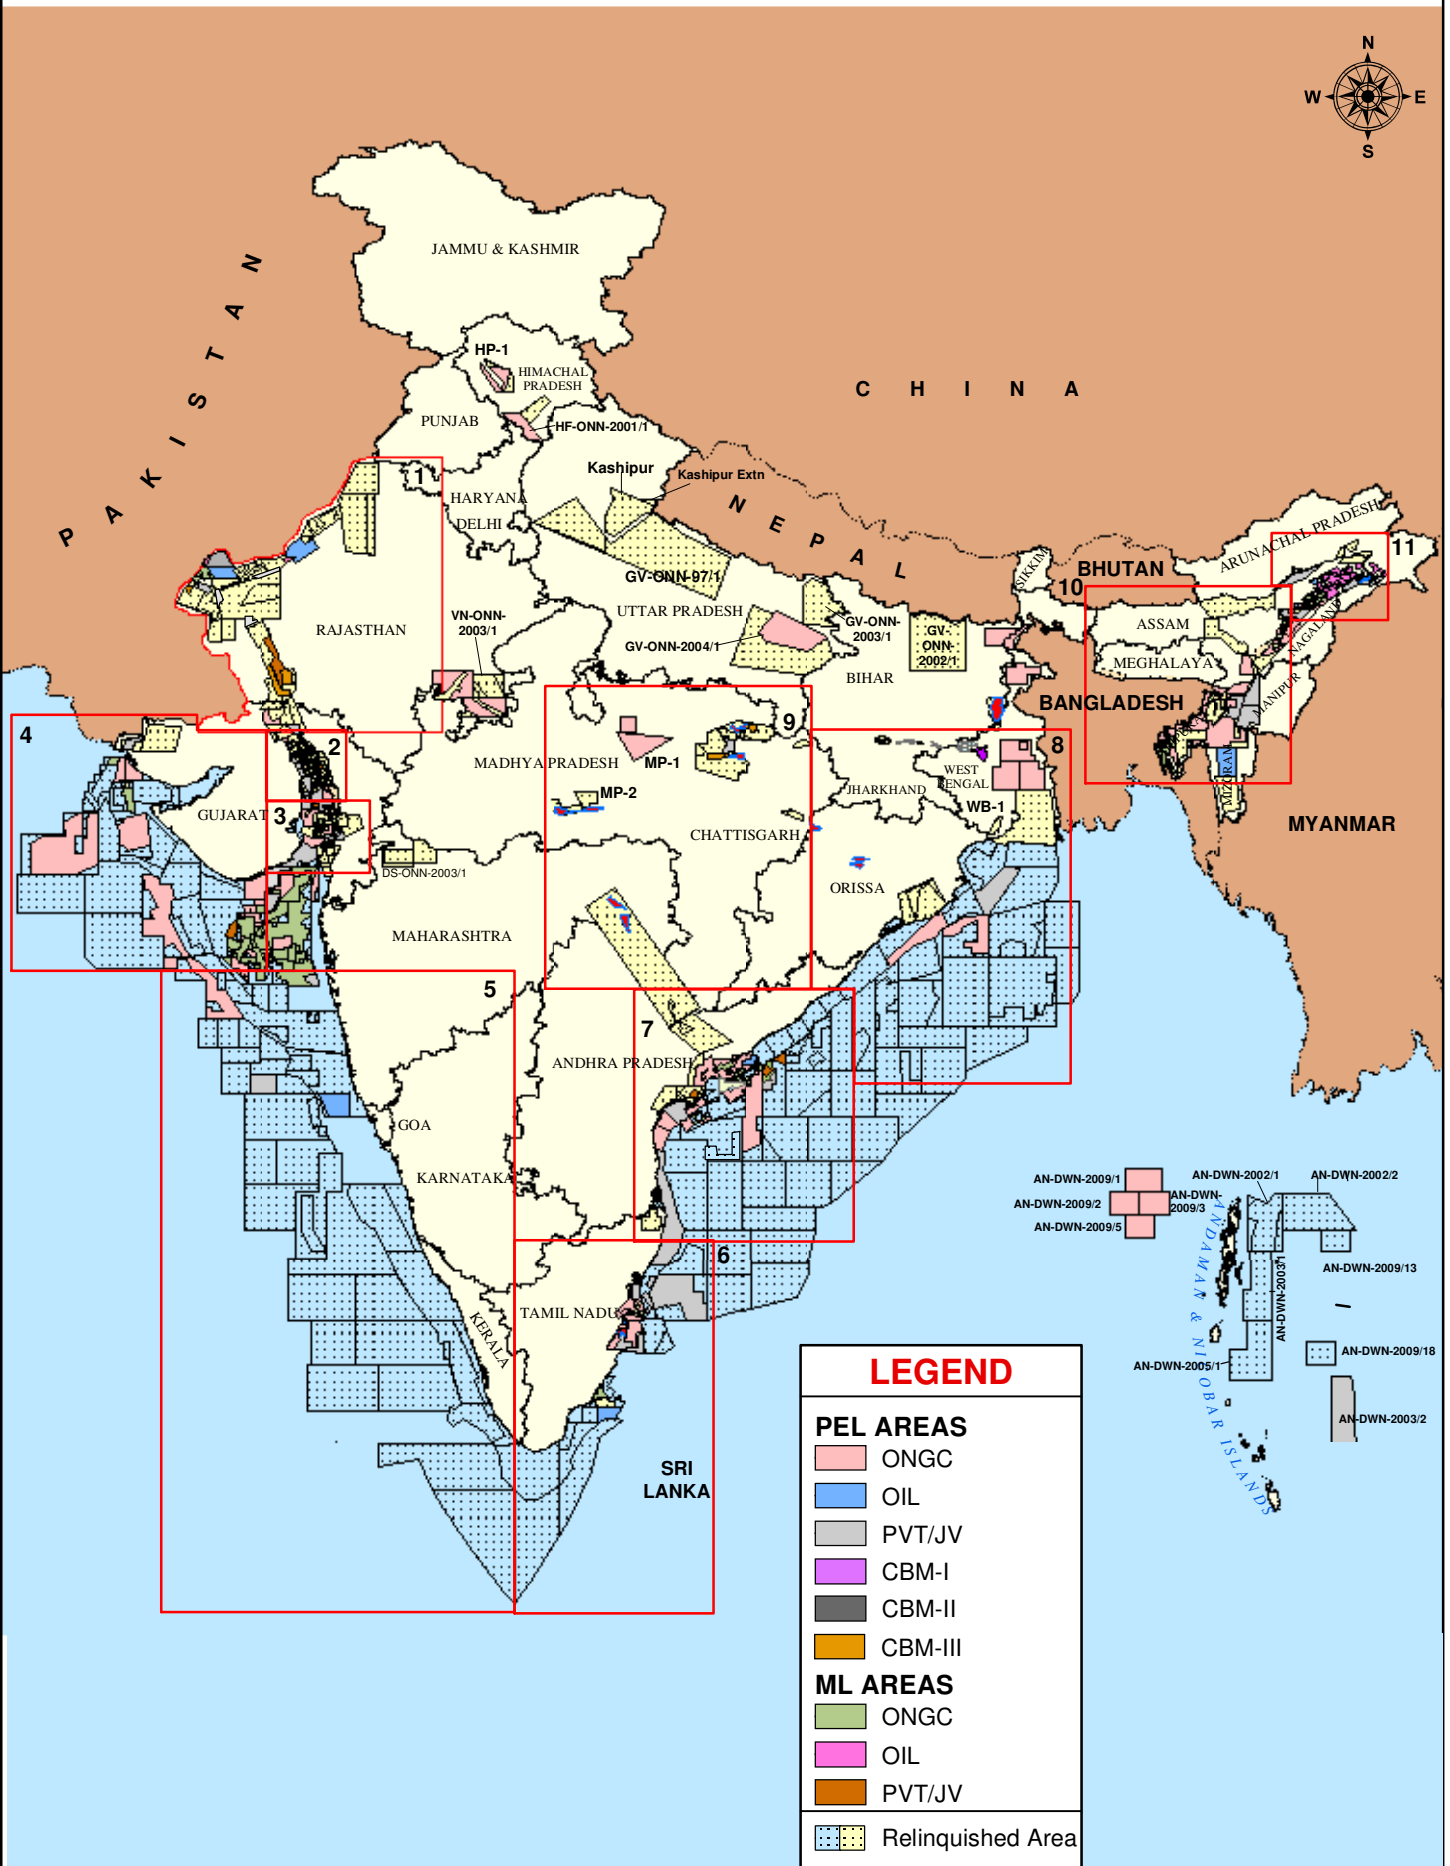 N
W
E
S
JAMMU & KASHMIR
PAKISTAN
CHINA
HP-1
HIMACHAL
PRADESH
PUNJAB
HF-ONN-2001/1
1
Kashipur
Kashipur Extn
HARYANA
DELHI
NEPAL
ARUNACHAL PRADESH
11
SIKKIM
BHUTAN
10
GV-ONN-97/1
UTTAR PRADESH
RAJASTHAN
VN-ONN-
2003/1
GV-ONN-
2003/1
GV-ONN-2004/1
GV-
ONN-
2002/1
BIHAR
ASSAM
NAGALAND
MEGHALAYA
MANIPUR
BANGLADESH
MIZORAM
4
2
9
8
MADHYA PRADESH
MP-1
MP-2
WEST
BENGAL
JHARKHAND
WB-1
GUJARAT
3
CHATTISGARH
MYANMAR
DS-ONN-2003/1
ORISSA
MAHARASHTRA
5
7
ANDHRA PRADESH
GOA
KARNATAKA
AN-DWN-2009/1
AN-DWN-2009/2
AN-DWN-
2009/3
AN-DWN-2009/5
AN-DWN-2002/1
AN-DWN-2002/2
AN-DWN-2009/13
AN-DWN-2003/1
AN-DWN-2009/18
AN-DWN-2005/1
AN-DWN-2003/2
ANDAMAN & NICOBAR ISLANDS
6
TAMIL NADU
KERALA
SRI
LANKA
LEGEND
PEL AREAS
ONGC
OIL
PVT/JV
CBM-I
CBM-II
CBM-III
ML AREAS
ONGC
OIL
PVT/JV
Relinquished Area